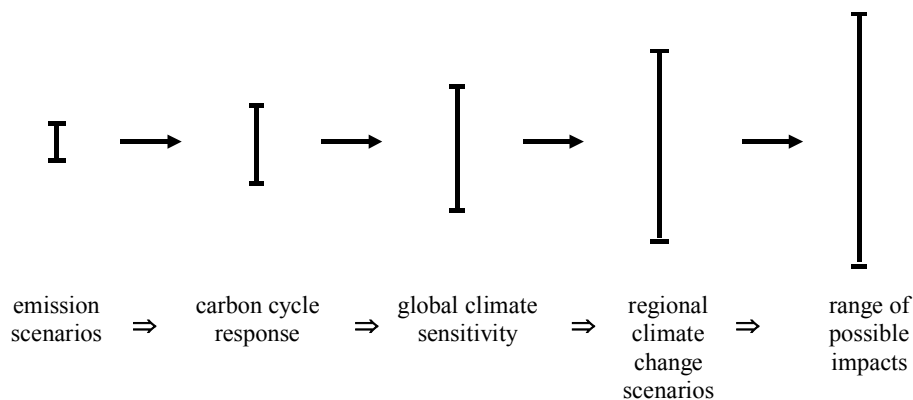 emission
scenarios
⇒
carbon cycle
response
⇒
global climate
sensitivity
⇒
regional
climate
change
scenarios
⇒
range of
possible
impacts